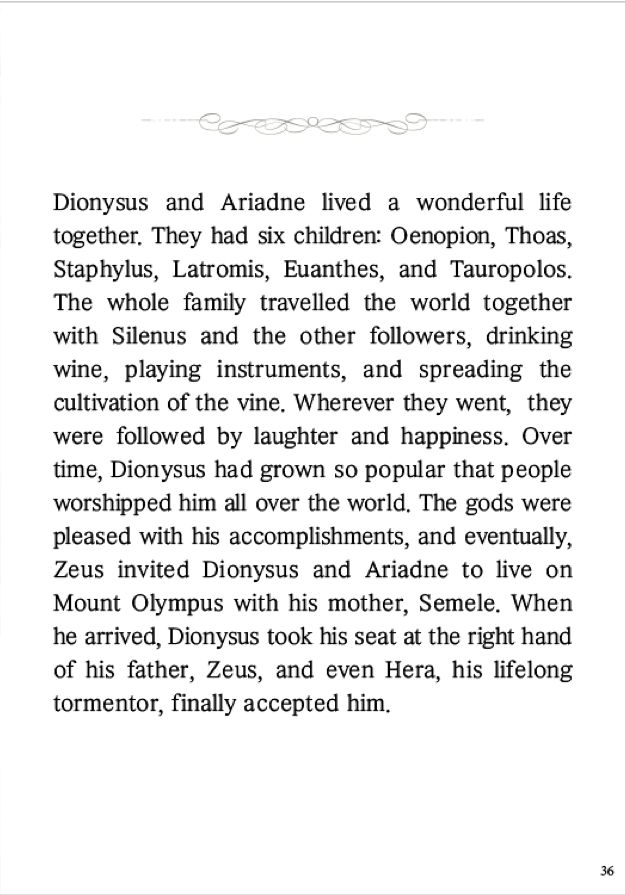 Dionysus and Ariadne lived a wonderful life
together. They had six children: Oenopion, Thoas,
Staphylus, Latromis, Euanthes, and Tauropolos.
The whole family travelled the world together
with Silenus and the other followers, drinking
wine, playing instruments, and spreading the
cultivation of the vine. Wherever they went, they
were followed by laughter and happiness. Over
time, Dionysus had grown so popular that people
worshipped him all over the world. The gods were
pleased with his accomplishments, and eventually,
Zeus invited Dionysus and Ariadne to live on
Mount Olympus with his mother, Semele. When
he arrived, Dionysus took his seat at the right hand
of his father, Zeus, and even Hera, his lifelong
tormentor, finally accepted him.
36